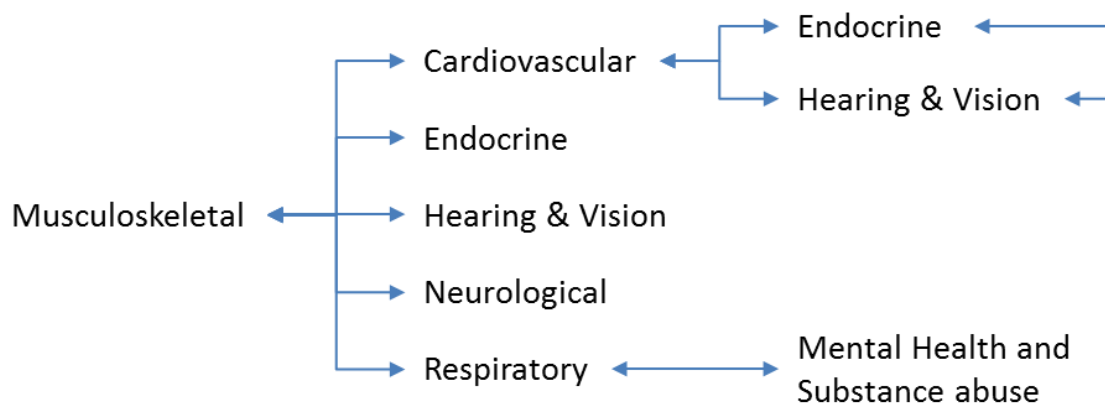 Endocrine
Cardiovascular
Hearing & Vision
Endocrine
Musculoskeletal
Hearing & Vision
Neurological
Respiratory
Mental Health and
Substance abuse